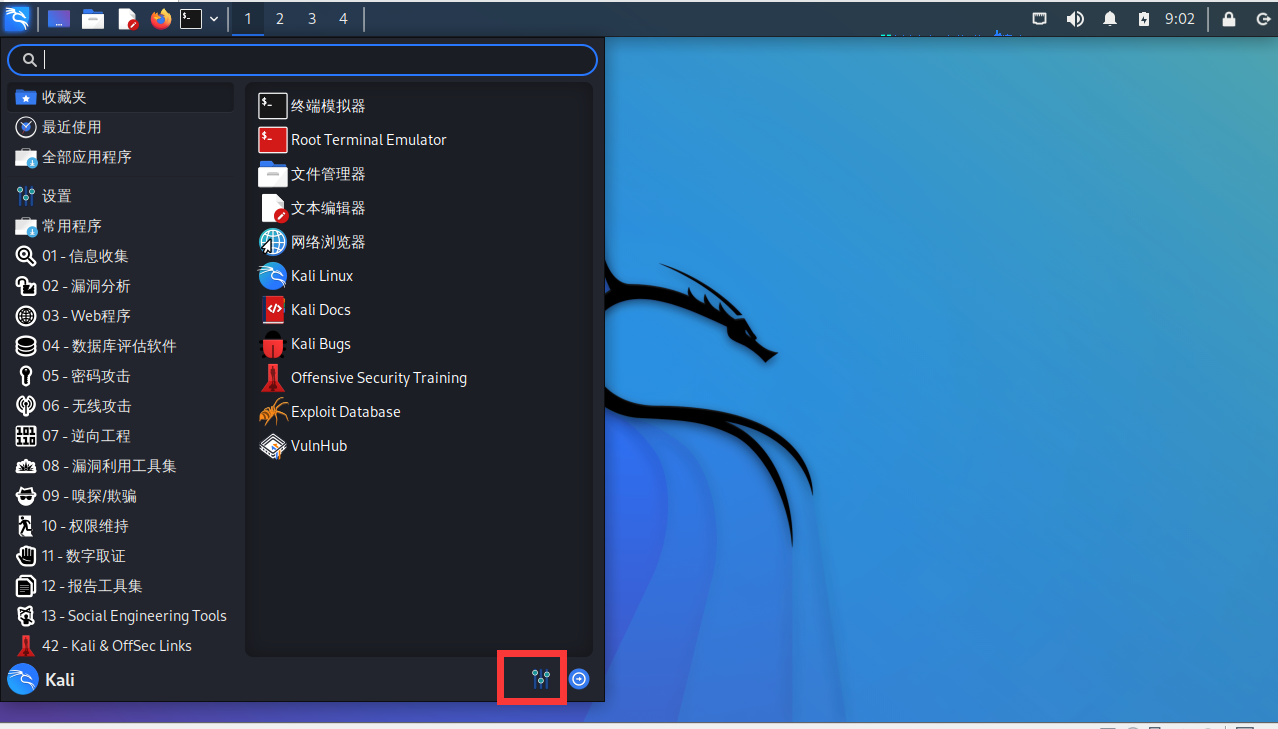 1 2 3 4 9:02
收藏夹
最近使用
全部应用程序
设置
常用程序
01 - 信息收集
02 - 漏洞分析
03 - Web程序
04 - 数据库评估软件
05 - 密码攻击
06 - 无线攻击
07 - 逆向工程
08 - 漏洞利用工具集
09 - 嗅探/欺骗
10 - 权限维持
11 - 数字取证
12 - 报告工具集
13 - Social Engineering Tools
42 - Kali & OffSec Links
终端模拟器
Root Terminal Emulator
文件管理器
文本编辑器
网络浏览器
Kali Linux
Kali Docs
Kali Bugs
Offensive Security Training
Exploit Database
VulnHub
Kali